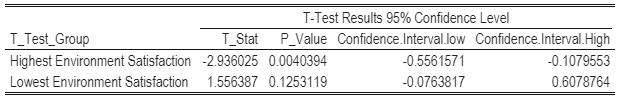 T-Test Results 95% Confidence Level
T_Test_Group T_Stat P_Value Confidence.Interval.low Confidence.Interval.High
Highest Environment Satisfaction -2.936025 0.0040394 -0.5561571 -0.1079553
Lowest Environment Satisfaction 1.556387 0.1253119 -0.0763817 0.6078764